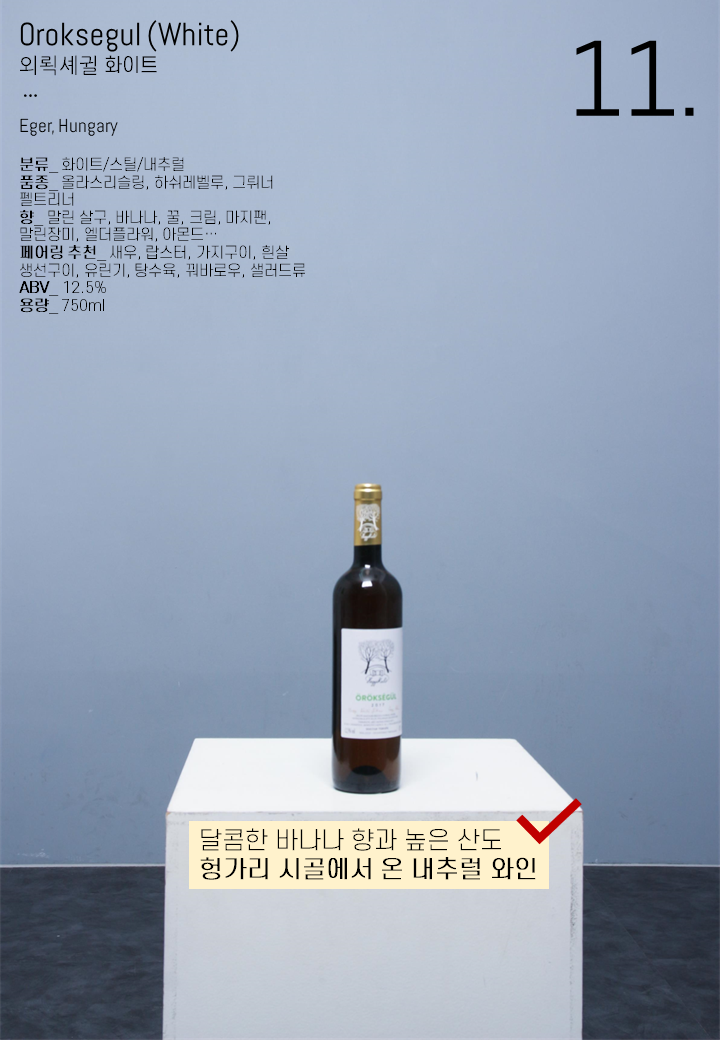 Oroksegul (White)
외뢱셰귈 화이트
...
11.
Eger, Hungary
분류_ 화이트/스틸/내추럴
품종_ 올라스리슬링, 하쉬레벨루, 그뤼너
펠트리너
향_ 말린 살구, 바나나, 꿀, 크림, 마지팬,
말린장미, 엘더플라워, 아몬드…
페어링 추천_ 새우, 랍스터, 가지구이, 흰살
생선구이, 유린기, 탕수육, 꿔바로우, 샐러드류
ABV_ 12.5%
용량_ 750ml
ÖRÖKSÉGÜL
달콤한 바나나 향과 높은 산도
헝가리 시골에서 온 내추럴 와인